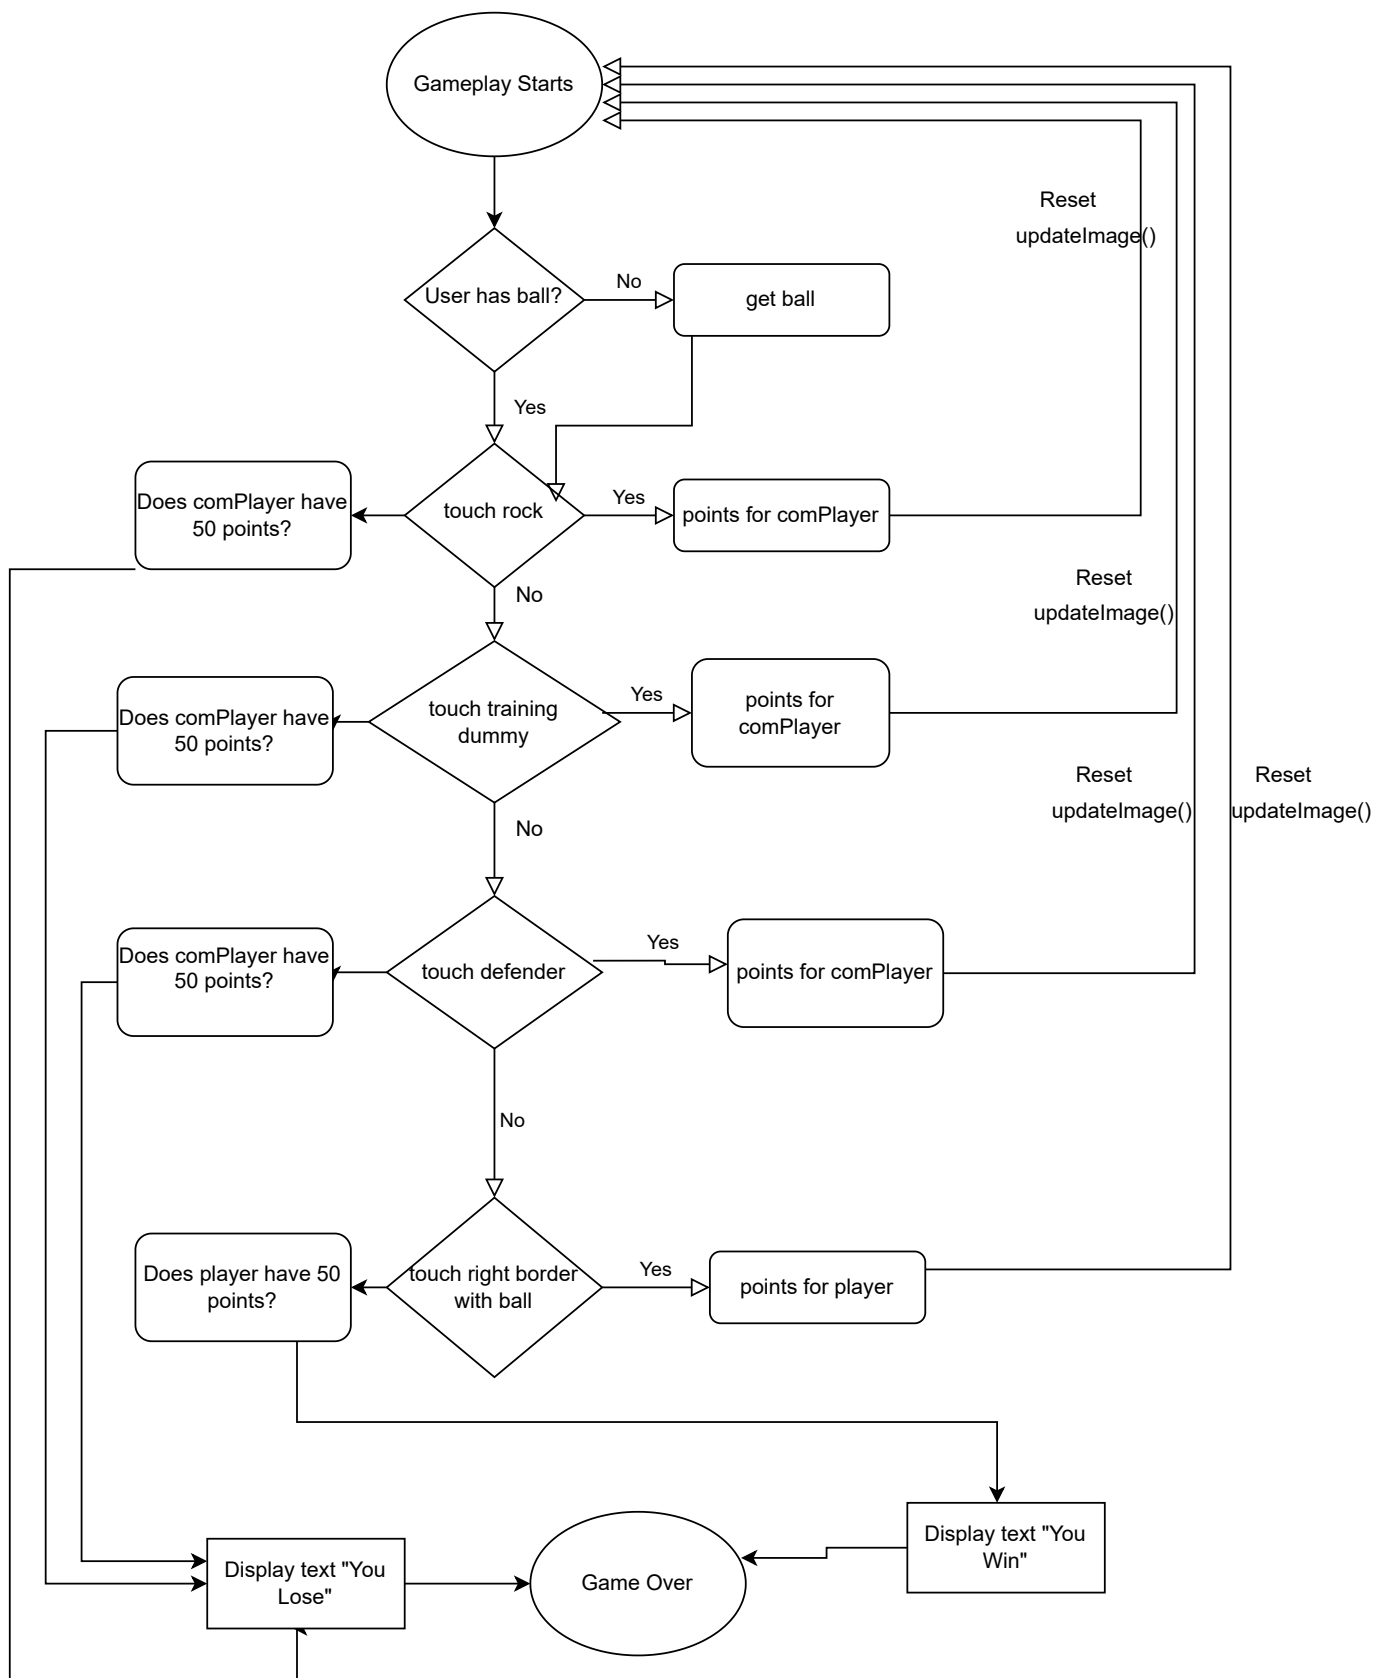 Gameplay Starts
Reset
updateImage()
User has ball?
No
get ball
Yes
Does comPlayer have
50 points?
touch rock
Yes
points for comPlayer
No
Reset
updateImage()
Does comPlayer have
50 points?
touch training
dummy
Yes
points for
comPlayer
Reset
updateImage()
Reset
updateImage()
No
Does comPlayer have
50 points?
touch defender
Yes
points for comPlayer
No
Does player have 50
points?
touch right border
with ball
Yes
points for player
Display text "You
Lose"
Game Over
Display text "You
Win"